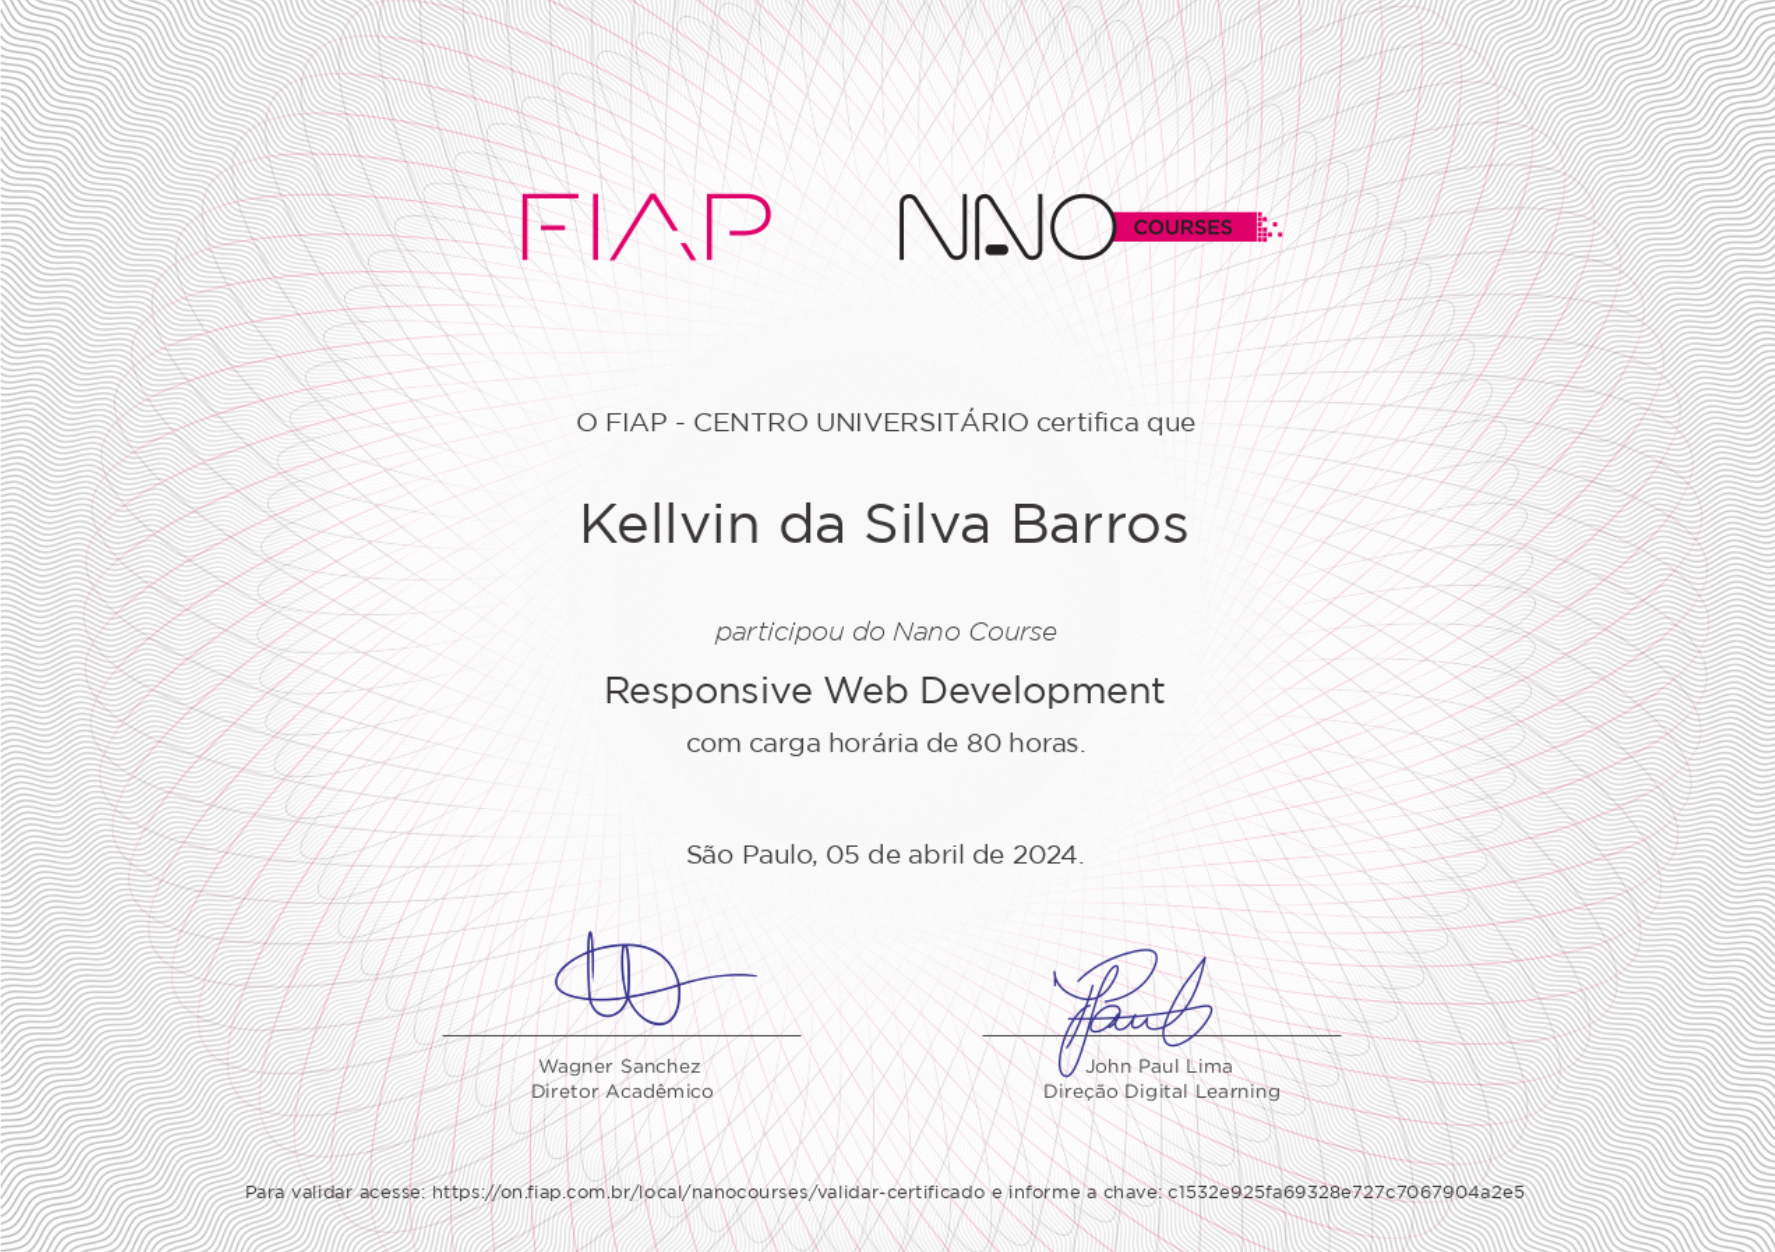 FIAP NANO COURSES
O FIAP - CENTRO UNIVERSITÁRIO certifica que
Kellvin da Silva Barros
participou do Nano Course
Responsive Web Development
com carga horária de 80 horas.
São Paulo, 05 de abril de 2024.
Wagner Sanchez
Diretor Acadêmico
John Paul Lima
Direção Digital Learning
Para validar acesse: https://on.fiap.com.br/local/nanocourses/validar-certificado e informe a chave: c1532e925fa69328e727c7067904a2e5